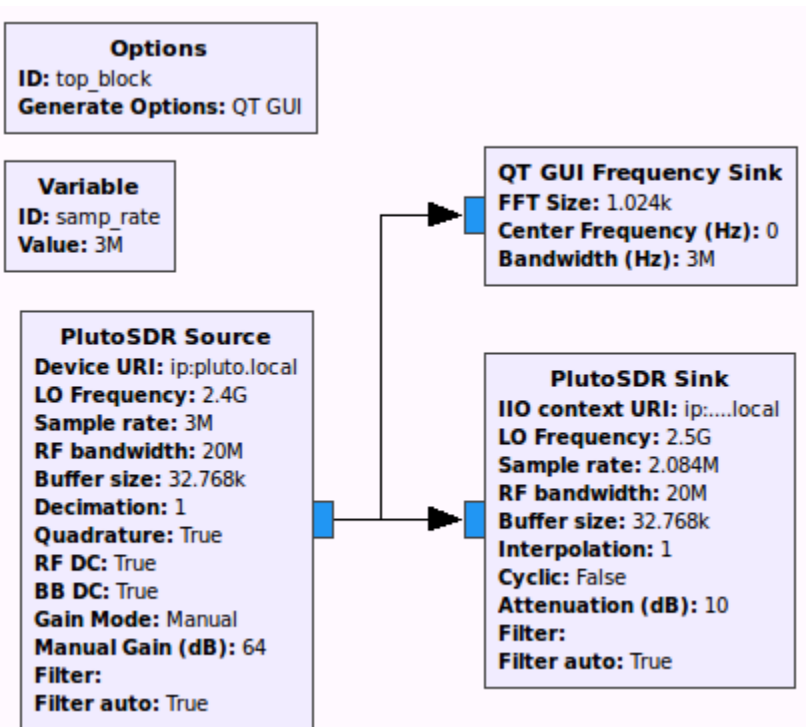 Options
ID: top_block
Generate Options: QT GUI
Variable
ID: samp_rate
Value: 3M
PlutoSDR Source
Device URI: ip:pluto.local
LO Frequency: 2.4G
Sample rate: 3M
RF bandwidth: 20M
Buffer size: 32.768k
Decimation: 1
Quadrature: True
RF DC: True
BB DC: True
Gain Mode: Manual
Manual Gain (dB): 64
Filter:
Filter auto: True
QT GUI Frequency Sink
FFT Size: 1.024k
Center Frequency (Hz): 0
Bandwidth (Hz): 3M
PlutoSDR Sink
IIO context URI: ip:....local
LO Frequency: 2.5G
Sample rate: 2.084M
RF bandwidth: 20M
Buffer size: 32.768k
Interpolation: 1
Cyclic: False
Attenuation (dB): 10
Filter:
Filter auto: True